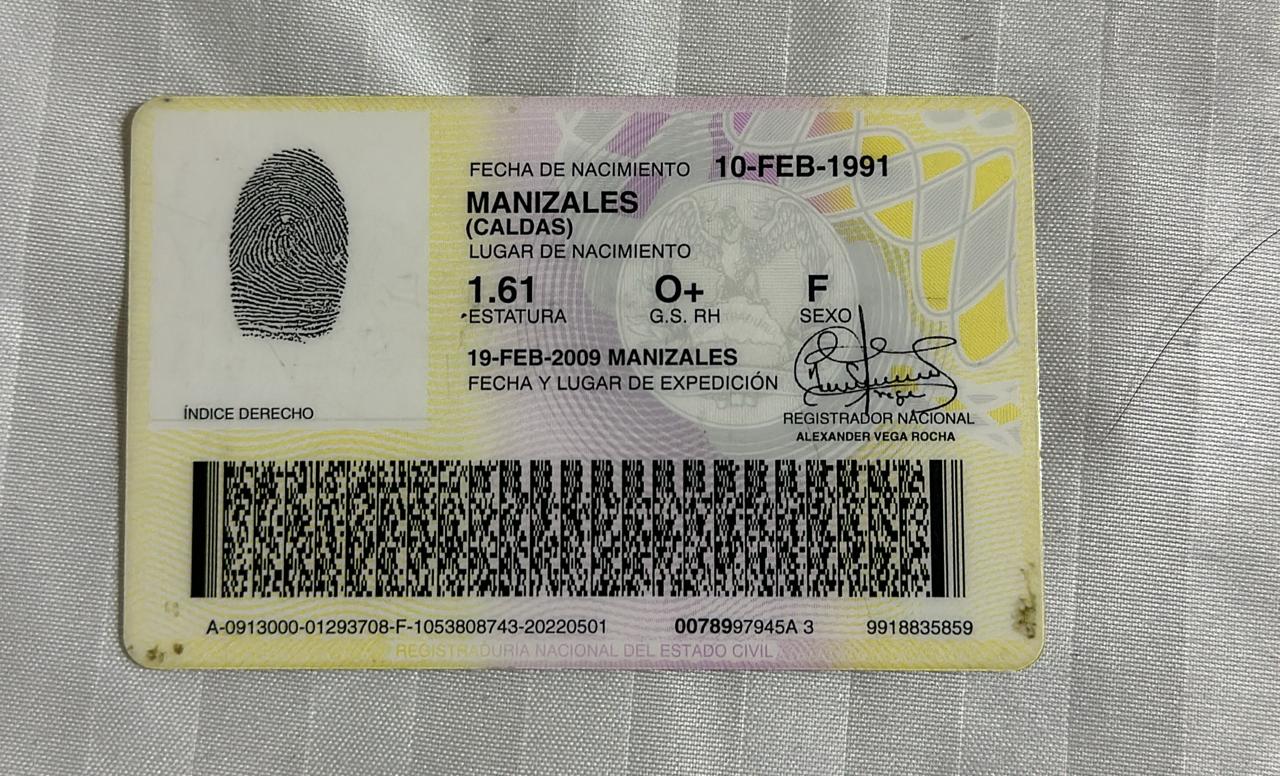 FECHA DE NACIMIENTO 10-FEB-1991
MANIZALES
(CALDAS)
LUGAR DE NACIMIENTO
1.61 O+ F
ESTATURA G.S. RH SEXO
19-FEB-2009 MANIZALES
FECHA Y LUGAR DE EXPEDICIÓN
ÍNDICE DERECHO
REGISTRADOR NACIONAL
ALEXANDER VEGA ROCHA
A-0913000-01293708-F-1053808743-20220501 0078997945A 3 9918835859
REGISTRADURÍA NACIONAL DEL ESTADO CIVIL